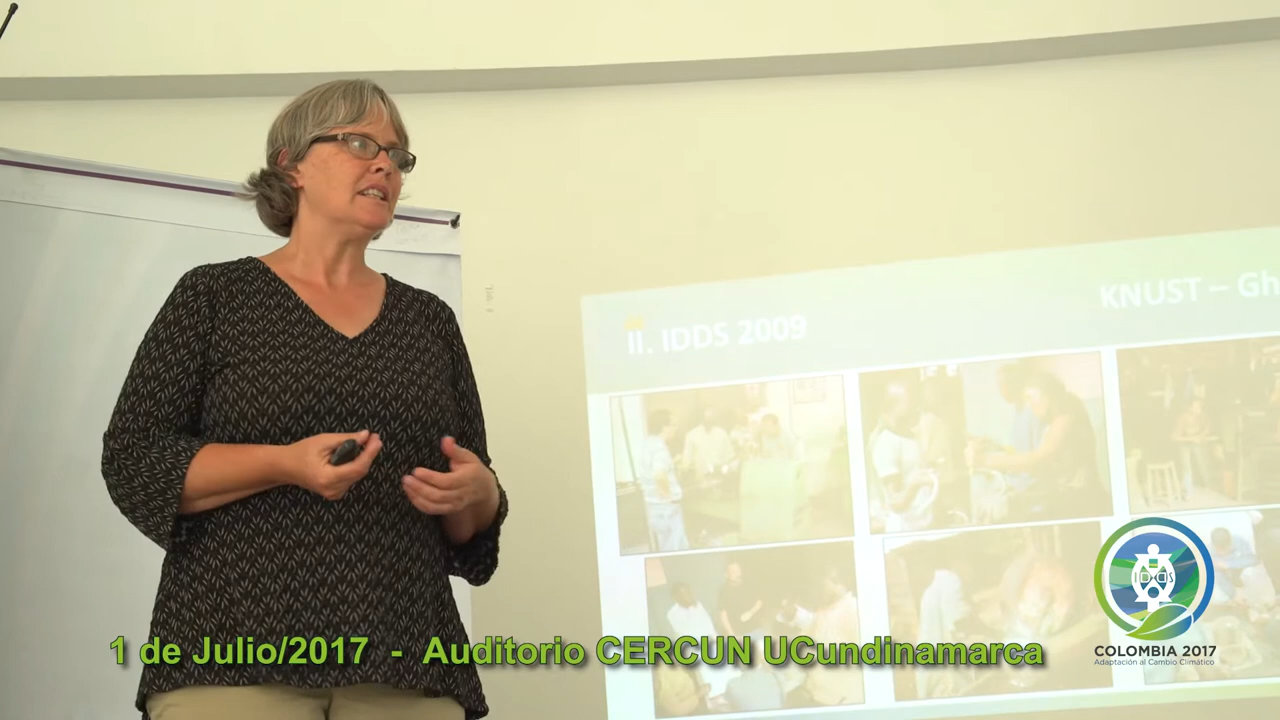 II. IDDS 2009
KNUST – Gh
1 de Julio/2017 - Auditorio CERCUN UCundinamarca
IDDS
COLOMBIA 2017
Adaptación al Cambio Climático